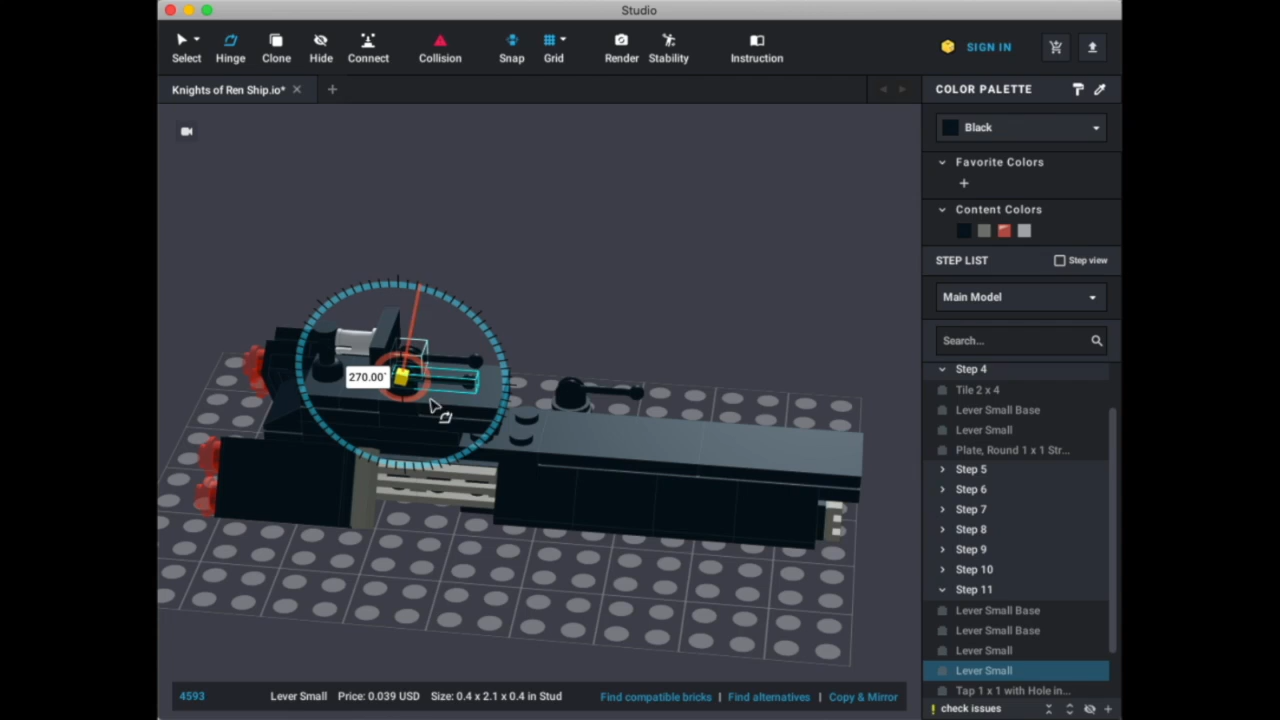 Studio
Select
Hinge
Clone
Hide
Connect
Collision
Snap
Grid
Render
Stability
Instruction
SIGN IN
Knights of Ren Ship.io*
COLOR PALETTE
Black
Favorite Colors
Content Colors
STEP LIST
Step view
Main Model
Search...
Step 4
Tile 2 x 4
Lever Small Base
Lever Small
Plate, Round 1 x 1 Str...
Step 5
Step 6
Step 7
Step 8
Step 9
Step 10
Step 11
Lever Small Base
Lever Small Base
Lever Small
Lever Small
Tap 1 x 1 with Hole in...
check issues
270.00°
4593 Lever Small Price: 0.039 USD Size: 0.4 x 2.1 x 0.4 in Stud Find compatible bricks | Find alternatives | Copy & Mirror